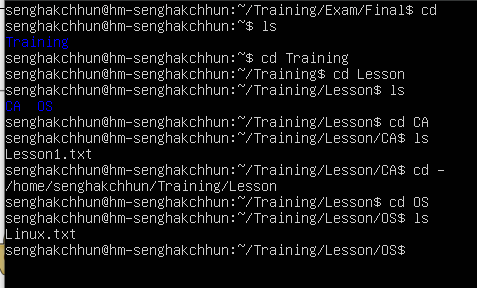 senghakchhun@hm-senghakchhun:~/Training/Exam/Final$ cd
senghakchhun@hm-senghakchhun:~$ ls
Training
senghakchhun@hm-senghakchhun:~$ cd Training
senghakchhun@hm-senghakchhun:~/Training$ cd Lesson
senghakchhun@hm-senghakchhun:~/Training/Lesson$ ls
CA  OS
senghakchhun@hm-senghakchhun:~/Training/Lesson$ cd CA
senghakchhun@hm-senghakchhun:~/Training/Lesson/CA$ ls
Lesson1.txt
senghakchhun@hm-senghakchhun:~/Training/Lesson/CA$ cd -
/home/senghakchhun/Training/Lesson
senghakchhun@hm-senghakchhun:~/Training/Lesson$ cd OS
senghakchhun@hm-senghakchhun:~/Training/Lesson/OS$ ls
Linux.txt
senghakchhun@hm-senghakchhun:~/Training/Lesson/OS$